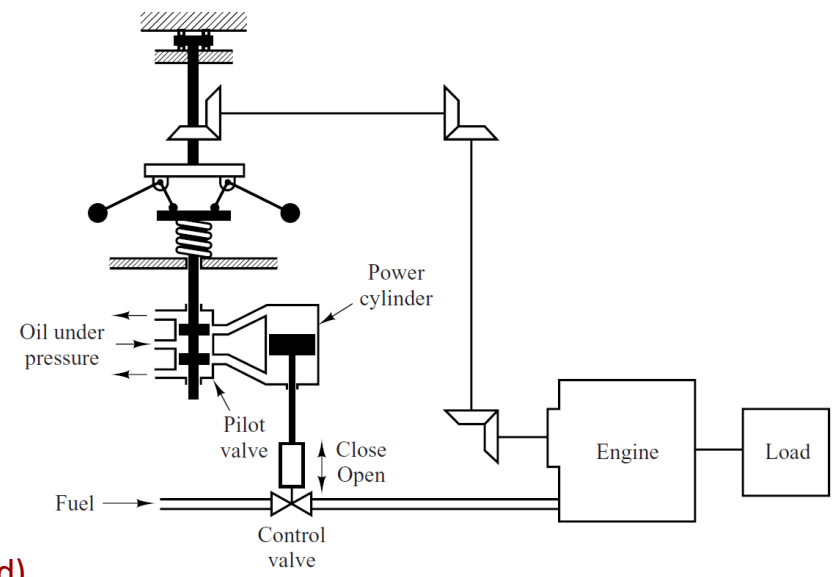 Power
cylinder
Oil under
pressure
Pilot
valve
Close
Open
Engine
Load
Fuel
Control
valve
d)